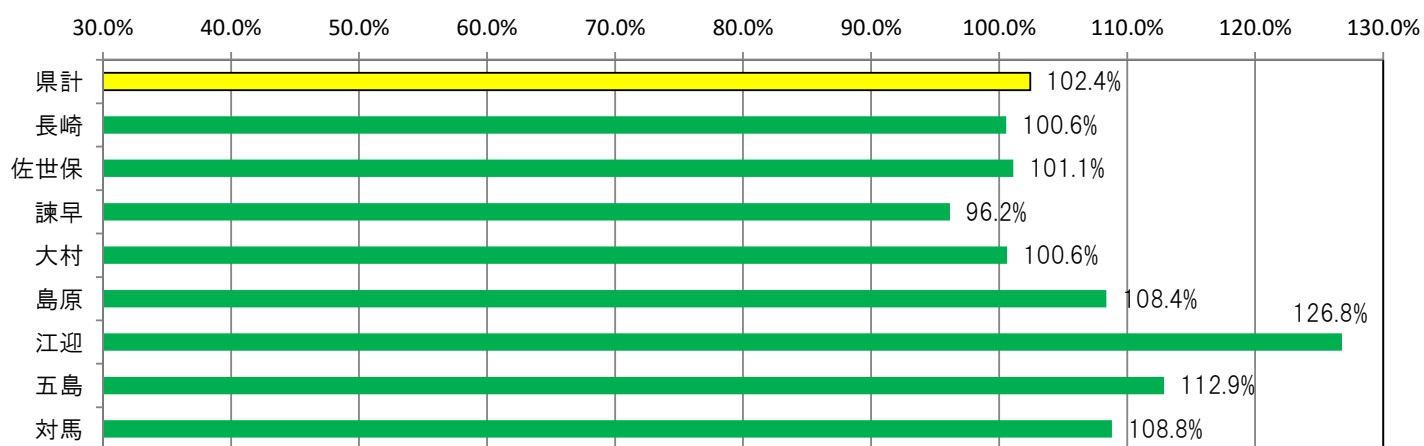 30.0% 40.0% 50.0% 60.0% 70.0% 80.0% 90.0% 100.0% 110.0% 120.0% 130.0%
県計 102.4%
長崎 100.6%
佐世保 101.1%
諫早 96.2%
大村 100.6%
島原 108.4%
江迎 126.8%
五島 112.9%
対馬 108.8%